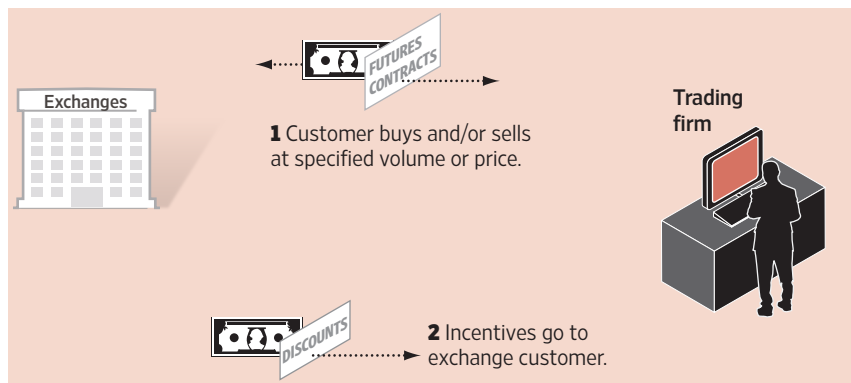 FUTURES
CONTRACTS
Exchanges
1 Customer buys and/or sells
at specified volume or price.
Trading
firm
DISCOUNTS
2 Incentives go to
exchange customer.